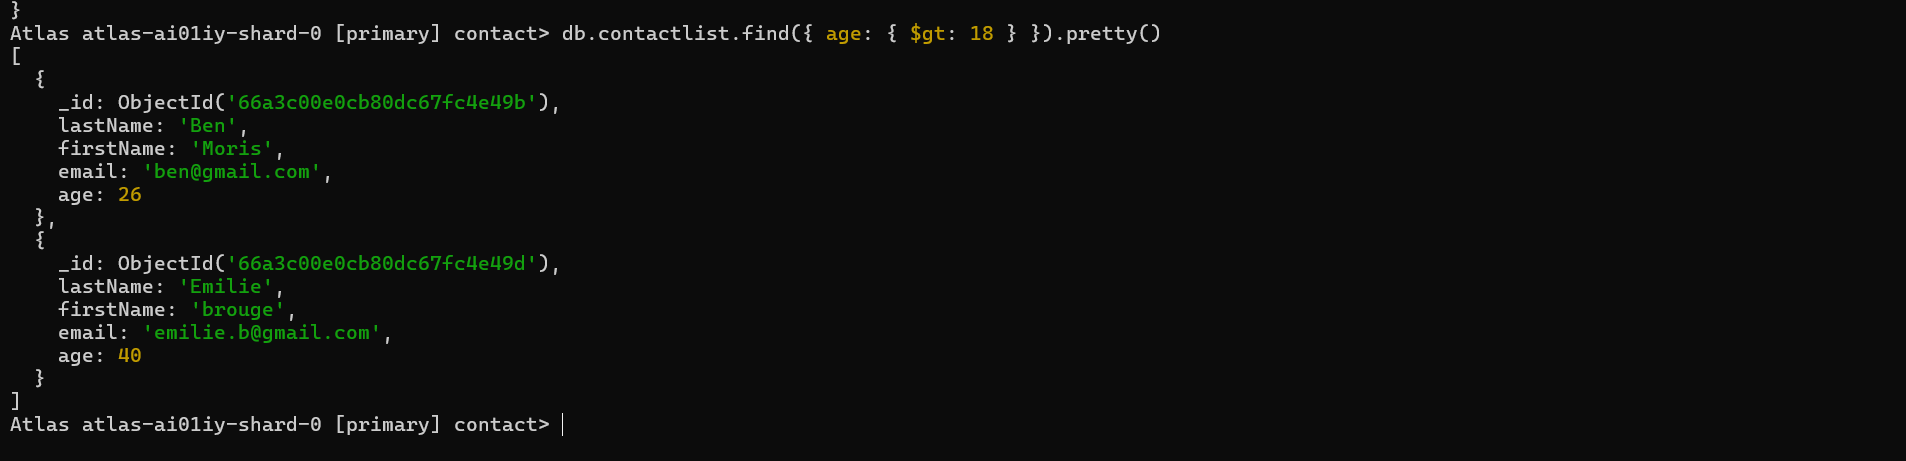 }
Atlas atlas-ai01iy-shard-0 [primary] contact> db.contactlist.find({ age: { $gt: 18 } }).pretty()
[
  {
    _id: ObjectId('66a3c00e0cb80dc67fc4e49b'),
    lastName: 'Ben',
    firstName: 'Moris',
    email: 'ben@gmail.com',
    age: 26
  },
  {
    _id: ObjectId('66a3c00e0cb80dc67fc4e49d'),
    lastName: 'Emilie',
    firstName: 'brouge',
    email: 'emilie.b@gmail.com',
    age: 40
  }
]
Atlas atlas-ai01iy-shard-0 [primary] contact>